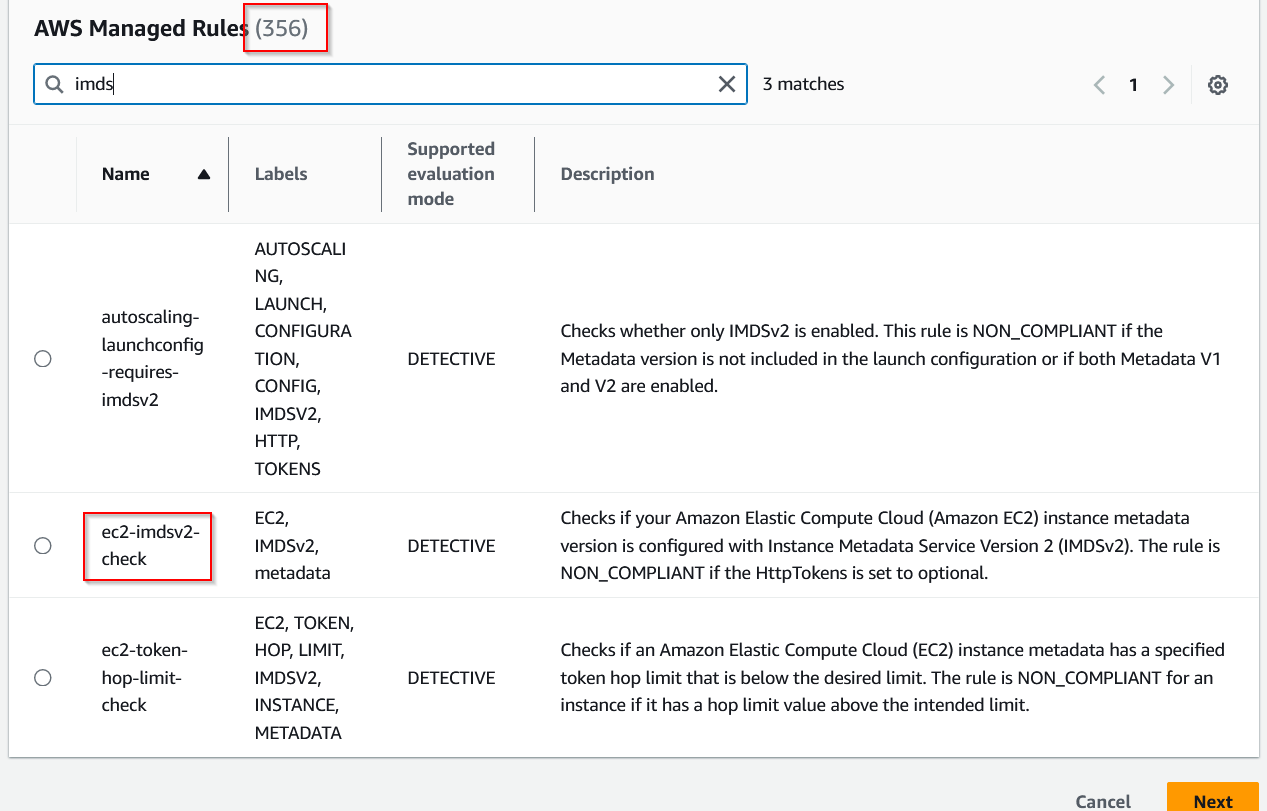 AWS Managed Rules (356)
imds
3 matches
1
Name
Labels
Supported
evaluation
mode
Description
autoscaling-
launchconfig
-requires-
imdsv2
AUTOSCALI
NG,
LAUNCH,
CONFIGURA
TION,
CONFIG,
IMDSV2,
HTTP,
TOKENS
DETECTIVE
Checks whether only IMDSv2 is enabled. This rule is NON_COMPLIANT if the
Metadata version is not included in the launch configuration or if both Metadata V1
and V2 are enabled.
ec2-imdsv2-
check
EC2,
IMDSv2,
metadata
DETECTIVE
Checks if your Amazon Elastic Compute Cloud (Amazon EC2) instance metadata
version is configured with Instance Metadata Service Version 2 (IMDSv2). The rule is
NON_COMPLIANT if the HttpTokens is set to optional.
ec2-token-
hop-limit-
check
EC2, TOKEN,
HOP, LIMIT,
IMDSV2,
INSTANCE,
METADATA
DETECTIVE
Checks if an Amazon Elastic Compute Cloud (EC2) instance metadata has a specified
token hop limit that is below the desired limit. The rule is NON_COMPLIANT for an
instance if it has a hop limit value above the intended limit.
Cancel
Next